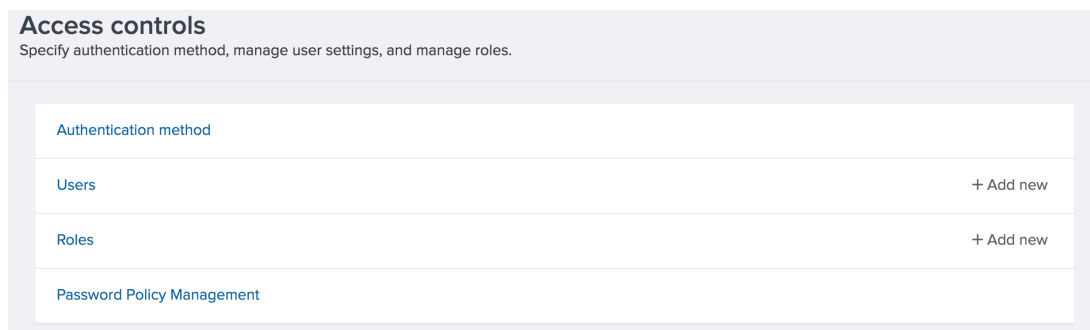 Access controls
Specify authentication method, manage user settings, and manage roles.
Authentication method
Users + Add new
Roles + Add new
Password Policy Management